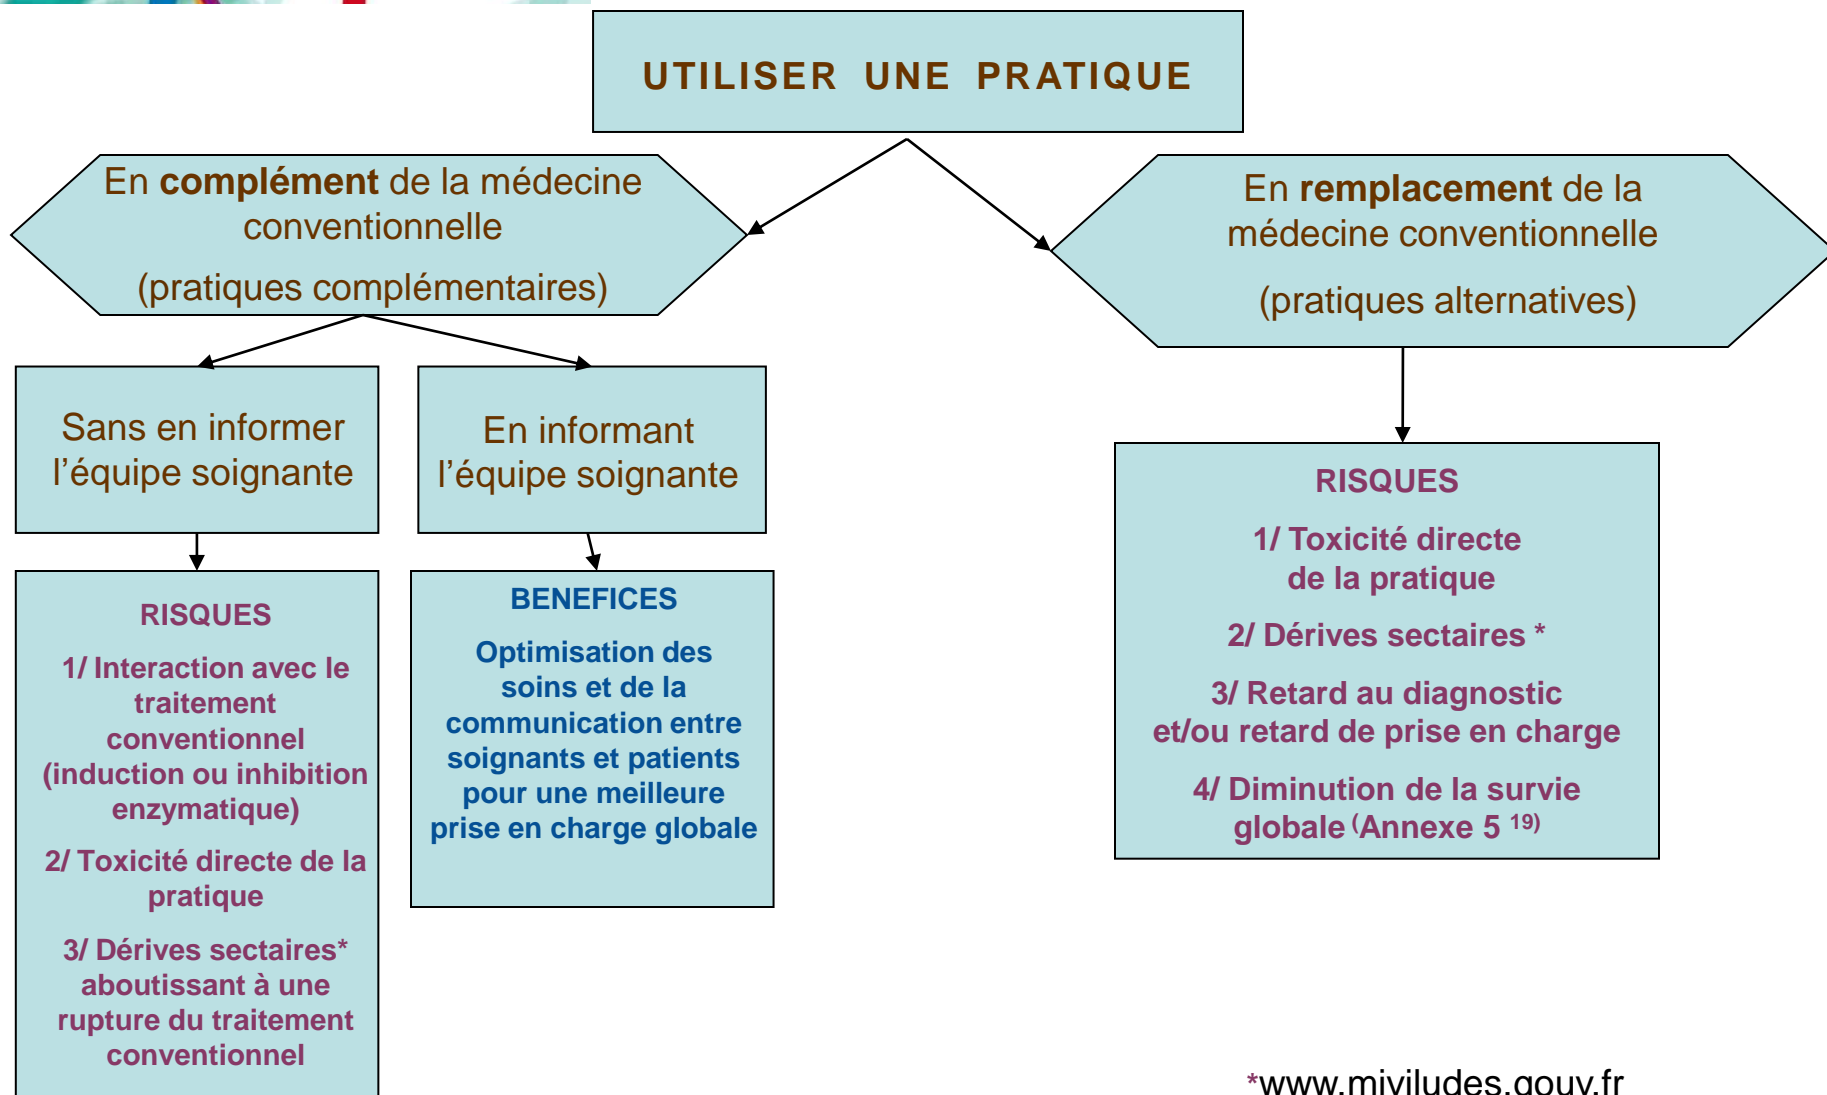 UTILISER UNE PRATIQUE
En complément de la médecine
conventionnelle
(pratiques complémentaires)
En remplacement de la
médecine conventionnelle
(pratiques alternatives)
Sans en informer
l’équipe soignante
En informant
l’équipe soignante
RISQUES
1/ Interaction avec le
traitement
conventionnel
(induction ou inhibition
enzymatique)
2/ Toxicité directe de la
pratique
3/ Dérives sectaires*
aboutissant à une
rupture du traitement
conventionnel
BENEFICES
Optimisation des
soins et de la
communication entre
soignants et patients
pour une meilleure
prise en charge globale
RISQUES
1/ Toxicité directe
de la pratique
2/ Dérives sectaires *
3/ Retard au diagnostic
et/ou retard de prise en charge
4/ Diminution de la survie
globale (Annexe 5 19)
*www.miviludes.gouv.fr